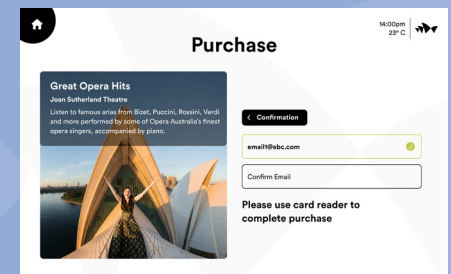 14:00pm
23° C
Purchase
Great Opera Hits
Joan Sutherland Theatre
Listen to famous arias from Bizet, Puccini, Rossini, Verdi
and more performed by some of Opera Australia's finest
opera singers, accompanied by piano.
< Confirmation
email1@abc.com
Confirm Email
Please use card reader to
complete purchase